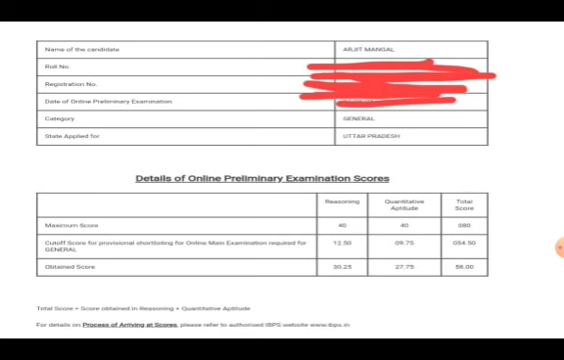 Name of the candidate ARJIT MANGAL
Roll No
Registration No.
Date of Online Preliminary Examination
Category GENERAL
State Applied for UTTAR PRADESH
Details of Online Preliminary Examination Scores
Reasoning Quantitative Aptitude Total Score
Maximum Score 40 40 080
Cutoff Score for provisional shortlisting for Online Main Examination required for GENERAL 12.50 09.75 054.50
Obtained Score 30.25 27.75 58.00
Total Score = Score obtained in Reasoning + Quantitative Aptitude
For details on Process of Arriving at Scores, please refer to authorised IBPS website www.ibps.in